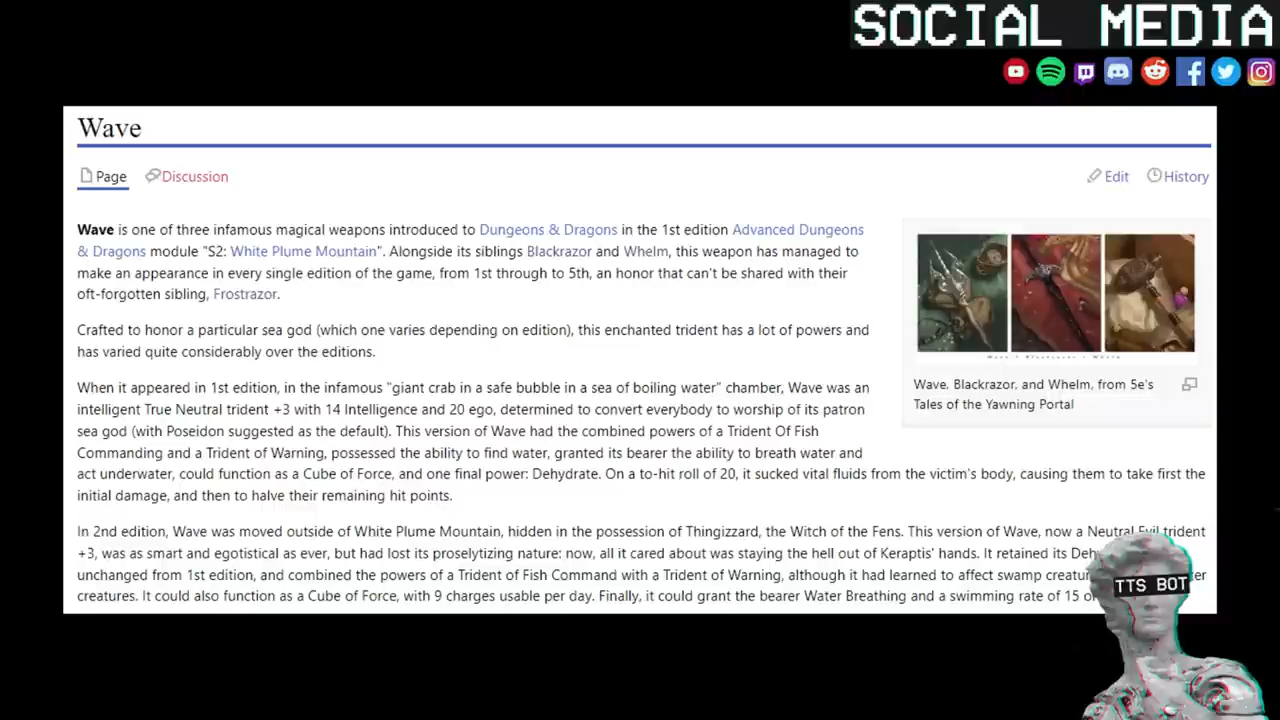 SOCIAL MEDIA
Wave
Page
Discussion
Edit
History
Wave is one of three infamous magical weapons introduced to Dungeons & Dragons in the 1st edition Advanced Dungeons
& Dragons module "S2: White Plume Mountain". Alongside its siblings Blackrazor and Whelm, this weapon has managed to
make an appearance in every single edition of the game, from 1st through to 5th, an honor that can't be shared with their
oft-forgotten sibling, Frostrazor.
Wave, Blackrazor, and Whelm, from 5e's
Tales of the Yawning Portal
Crafted to honor a particular sea god (which one varies depending on edition), this enchanted trident has a lot of powers and
has varied quite considerably over the editions.
When it appeared in 1st edition, in the infamous "giant crab in a safe bubble in a sea of boiling water" chamber, Wave was an
intelligent True Neutral trident +3 with 14 Intelligence and 20 ego, determined to convert everybody to worship of its patron
sea god (with Poseidon suggested as the default). This version of Wave had the combined powers of a Trident Of Fish
Commanding and a Trident of Warning, possessed the ability to find water, granted its bearer the ability to breath water and
act underwater, could function as a Cube of Force, and one final power: Dehydrate. On a to-hit roll of 20, it sucked vital fluids from the victim's body, causing them to take first the
initial damage, and then to halve their remaining hit points.
In 2nd edition, Wave was moved outside of White Plume Mountain, hidden in the possession of Thingizzard, the Witch of the Fens. This version of Wave, now a Neutral Evil trident
+3, was as smart and egotistical as ever, but had lost its proselytizing nature: now, all it cared about was staying the hell out of Keraptis' hands. It retained its
unchanged from 1st edition, and combined the powers of a Trident of Fish Command with a Trident of Warning, although it had learned to affect swamp
creatures. It could also function as a Cube of Force, with 9 charges usable per day. Finally, it could grant the bearer Water Breathing and a swimming rate of 15
TTS BOT